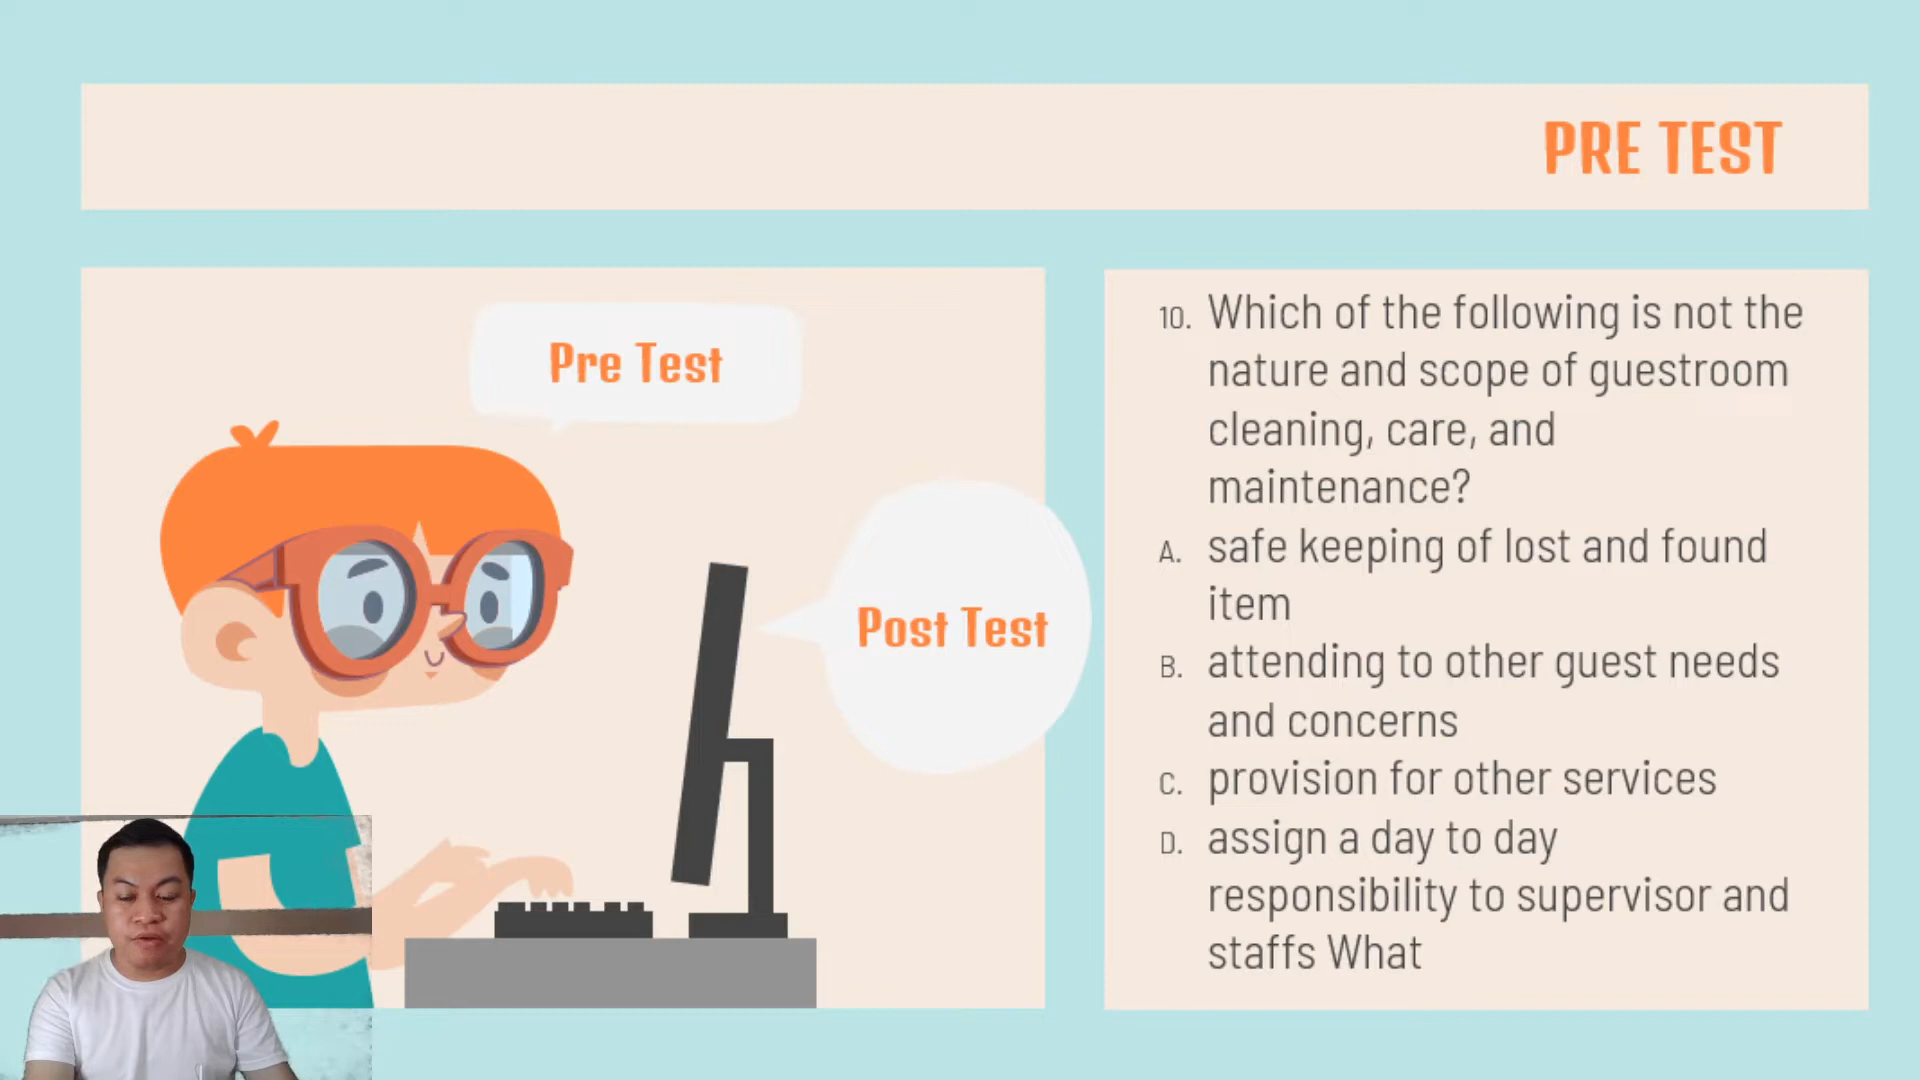 PRE TEST
Pre Test
Post Test
10. Which of the following is not the
nature and scope of guestroom
cleaning, care, and
maintenance?
A. safe keeping of lost and found
item
B. attending to other guest needs
and concerns
C. provision for other services
D. assign a day to day
responsibility to supervisor and
staffs What